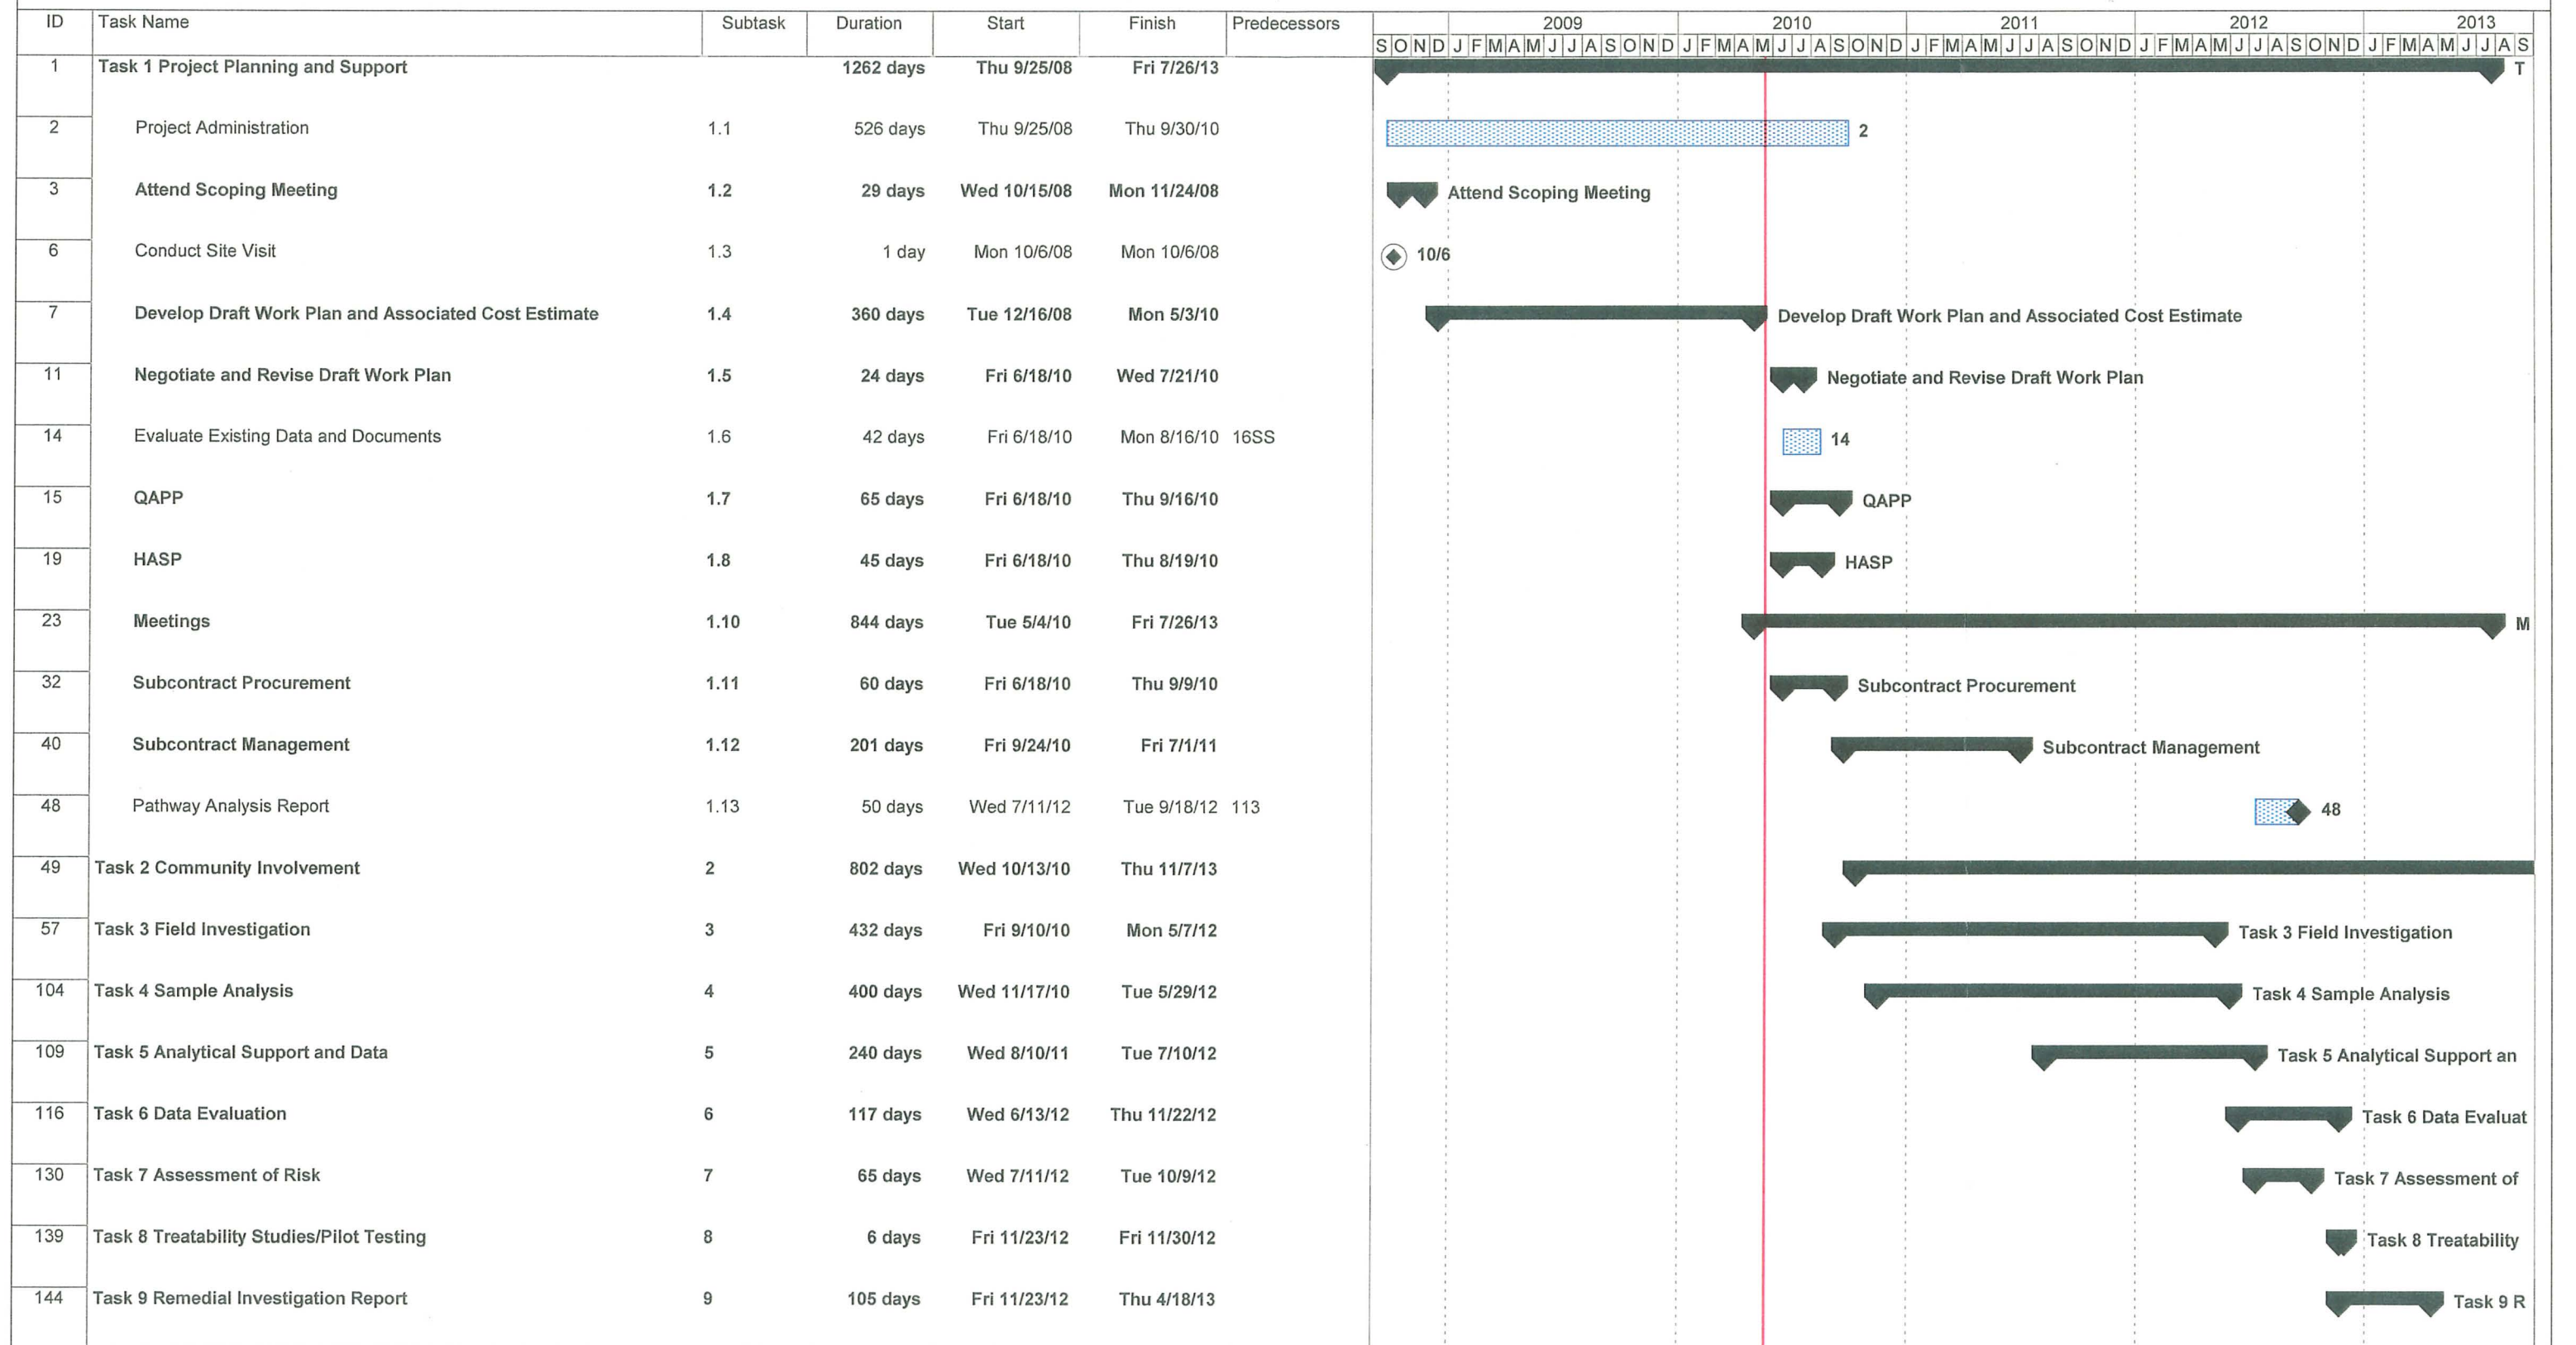 ID Task Name Subtask Duration Start Finish Predecessors 2009 2010 2011 2012 2013
S O N D J F M A M J J A S O N D J F M A M J J A S O N D J F M A M J J A S O N D J F M A M J J A S O N D J F M A M J J A S
1 Task 1 Project Planning and Support 1262 days Thu 9/25/08 Fri 7/26/13 T
2 Project Administration 1.1 526 days Thu 9/25/08 Thu 9/30/10 2
3 Attend Scoping Meeting 1.2 29 days Wed 10/15/08 Mon 11/24/08 Attend Scoping Meeting
6 Conduct Site Visit 1.3 1 day Mon 10/6/08 Mon 10/6/08 10/6
7 Develop Draft Work Plan and Associated Cost Estimate 1.4 360 days Tue 12/16/08 Mon 5/3/10 Develop Draft Work Plan and Associated Cost Estimate
11 Negotiate and Revise Draft Work Plan 1.5 24 days Fri 6/18/10 Wed 7/21/10 Negotiate and Revise Draft Work Plan
14 Evaluate Existing Data and Documents 1.6 42 days Fri 6/18/10 Mon 8/16/10 16SS 14
15 QAPP 1.7 65 days Fri 6/18/10 Thu 9/16/10 QAPP
19 HASP 1.8 45 days Fri 6/18/10 Thu 8/19/10 HASP
23 Meetings 1.10 844 days Tue 5/4/10 Fri 7/26/13 M
32 Subcontract Procurement 1.11 60 days Fri 6/18/10 Thu 9/9/10 Subcontract Procurement
40 Subcontract Management 1.12 201 days Fri 9/24/10 Fri 7/1/11 Subcontract Management
48 Pathway Analysis Report 1.13 50 days Wed 7/11/12 Tue 9/18/12 113 48
49 Task 2 Community Involvement 2 802 days Wed 10/13/10 Thu 11/7/13
57 Task 3 Field Investigation 3 432 days Fri 9/10/10 Mon 5/7/12 Task 3 Field Investigation
104 Task 4 Sample Analysis 4 400 days Wed 11/17/10 Tue 5/29/12 Task 4 Sample Analysis
109 Task 5 Analytical Support and Data 5 240 days Wed 8/10/11 Tue 7/10/12 Task 5 Analytical Support an
116 Task 6 Data Evaluation 6 117 days Wed 6/13/12 Thu 11/22/12 Task 6 Data Evaluat
130 Task 7 Assessment of Risk 7 65 days Wed 7/11/12 Tue 10/9/12 Task 7 Assessment of
139 Task 8 Treatability Studies/Pilot Testing 8 6 days Fri 11/23/12 Fri 11/30/12 Task 8 Treatability
144 Task 9 Remedial Investigation Report 9 105 days Fri 11/23/12 Thu 4/18/13 Task 9 R